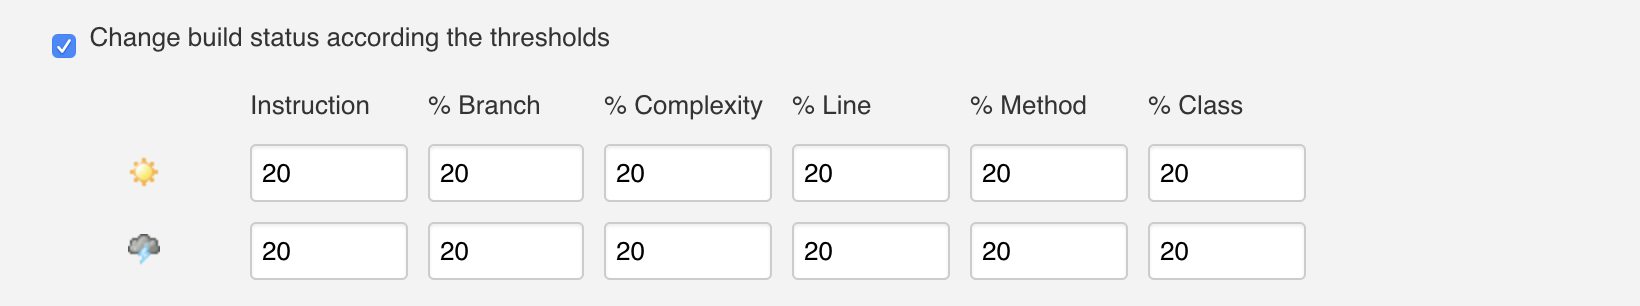 Change build status according the thresholds
Instruction % Branch % Complexity % Line % Method % Class
20 20 20 20 20 20
20 20 20 20 20 20